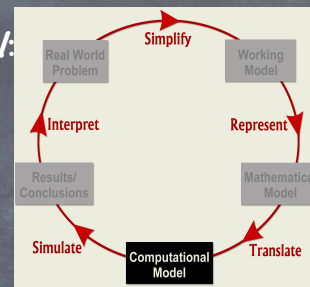 Simplify
Real World
Problem
Working
Model
Interpret
Represent
Results/
Conclusions
Mathematica
Model
Simulate
Translate
Computational
Model